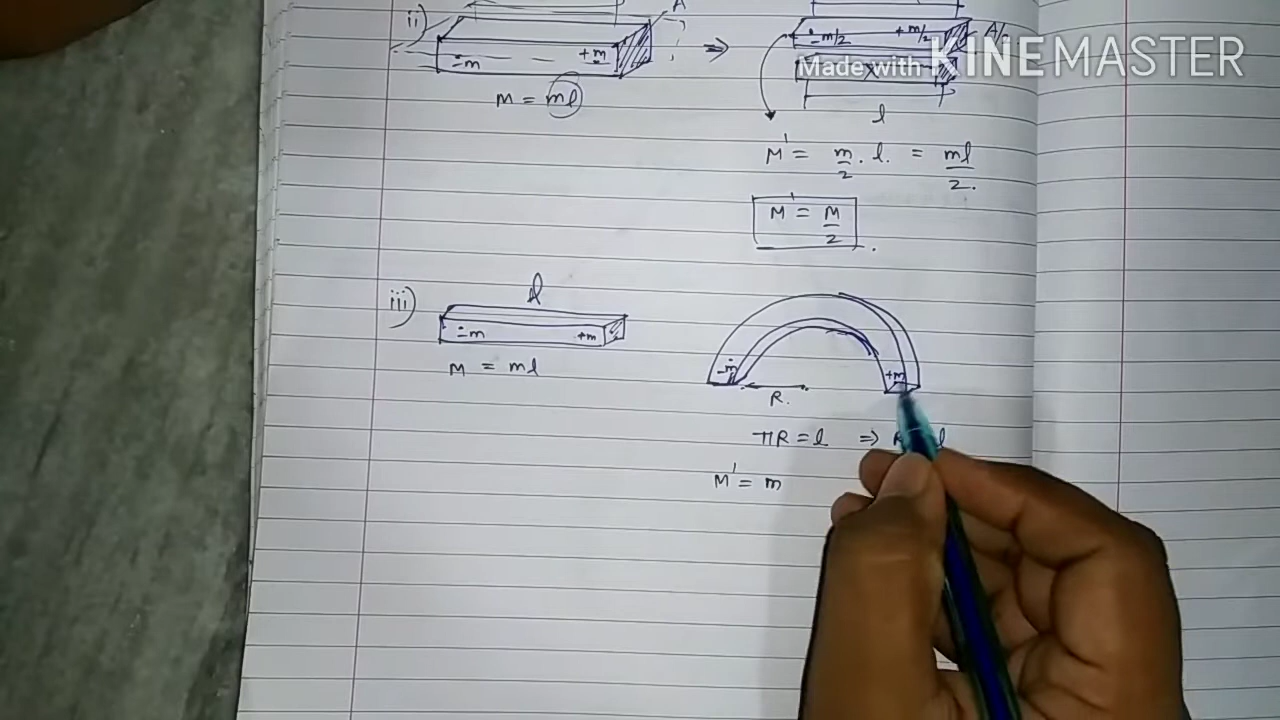 ii)
A
-m +m
M = ml
⇒
-m/2 +m/2
Made with KINEMASTER
l
M' = m/2 . l. = ml/2.
M' = M/2 .
iii)
l
-m +m
M = ml
-m +m
R.
πR = l ⇒ l
M' = m